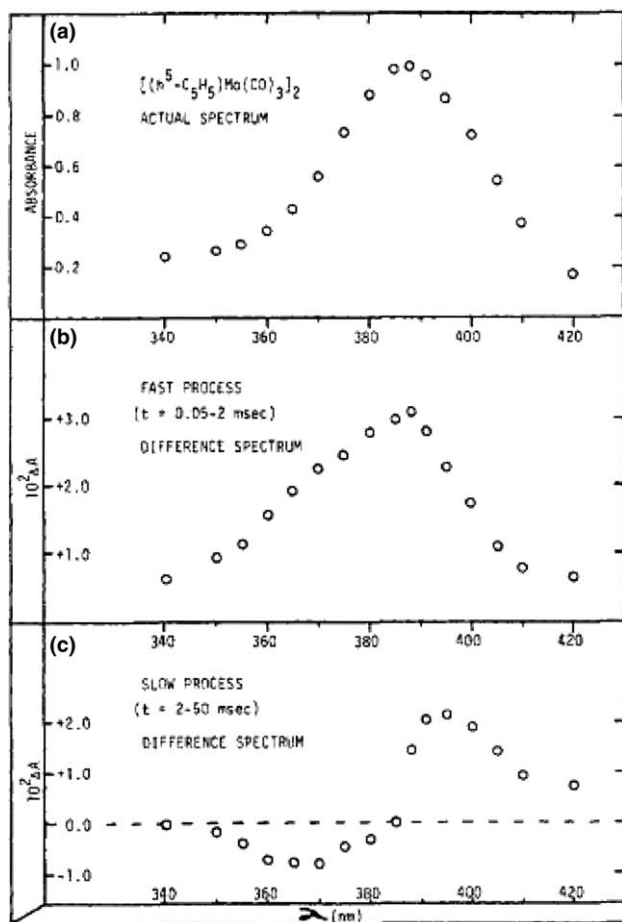 (a)
[(h⁵-C₅H₅)Mo(CO)₃]₂
ACTUAL SPECTRUM
ABSORBANCE
1.0
0.8
0.6
0.4
0.2
340 360 380 400 420
(b)
FAST PROCESS
(t = 0.05-2 msec)
DIFFERENCE SPECTRUM
10²ΔA
+3.0
+2.0
+1.0
340 360 380 400 420
(c)
SLOW PROCESS
(t = 2-50 msec)
DIFFERENCE SPECTRUM
10²ΔA
+2.0
+1.0
0.0
-1.0
340 360 380 400 420
λ (nm)